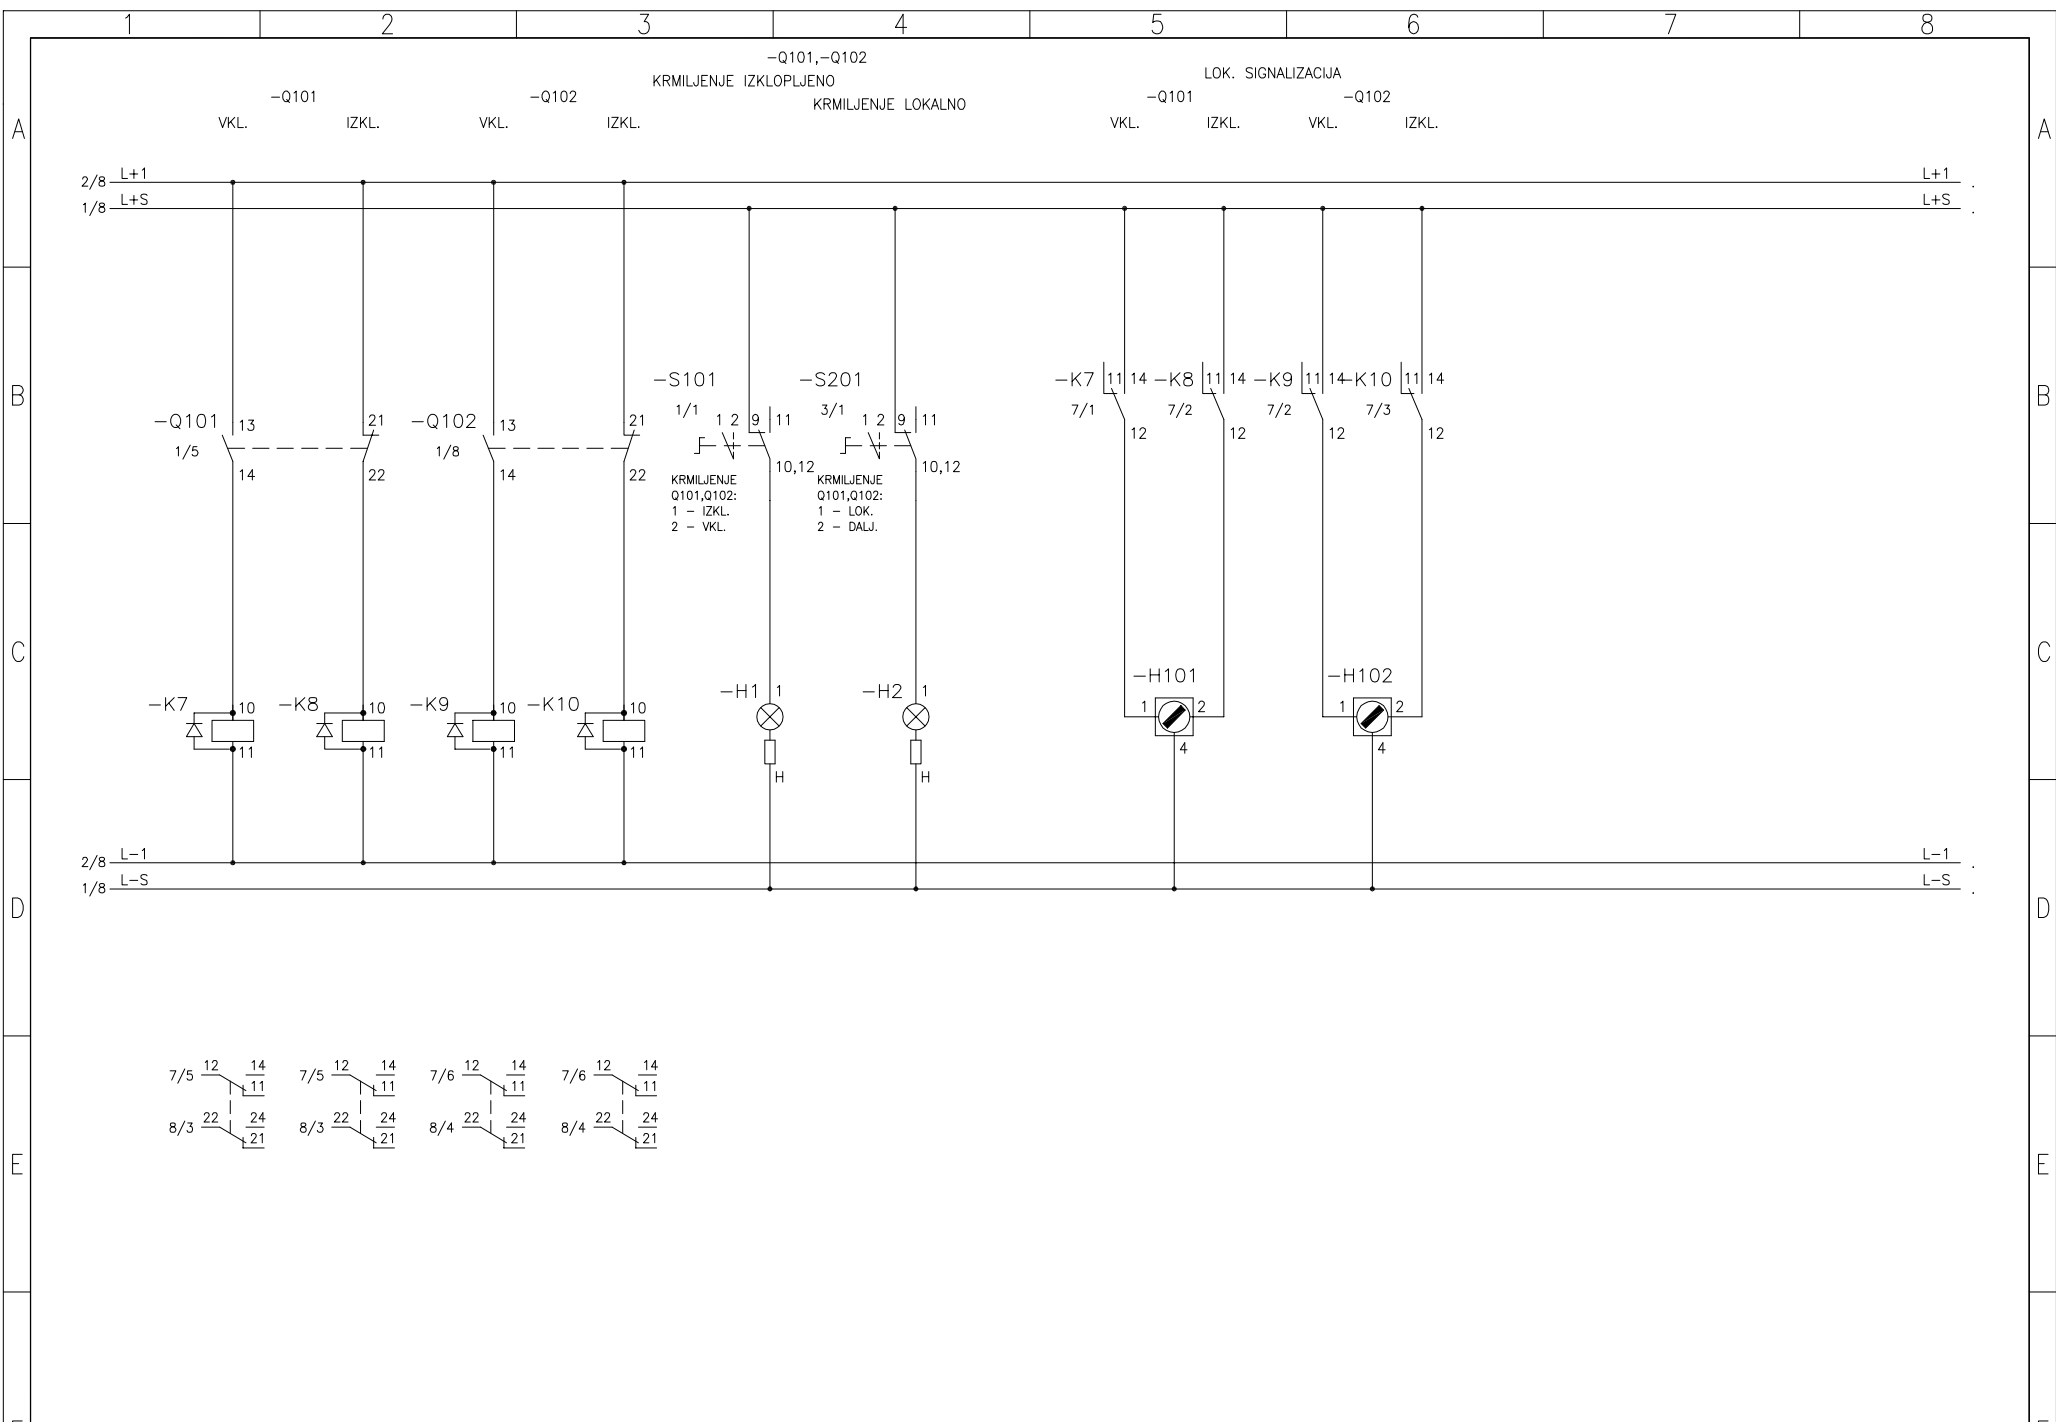 1 2 3 4 5 6 7 8
-Q101,-Q102
KRMILJENJE IZKLOPLJENO
LOK. SIGNALIZACIJA
-Q101 -Q102 KRMILJENJE LOKALNO -Q101 -Q102
A VKL. IZKL. VKL. IZKL. VKL. IZKL. VKL. IZKL. A
2/8 L+1 L+1 .
1/8 L+S L+S .
B -S101 -S201 -K7 11 14 -K8 11 14 -K9 11 14 -K10 11 14 B
1/1 3/1 7/1 7/2 7/2 7/3
-Q101 13 21 -Q102 13 21 1 2 9 11 1 2 9 11
1/5 1/8 12 12 12 12
14 22 14 22 10,12 10,12
KRMILJENJE KRMILJENJE
Q101,Q102: Q101,Q102:
1 - IZKL. 1 - LOK.
2 - VKL. 2 - DALJ.
C C
-H101 -H102
-K7 10 -K8 10 -K9 10 -K10 10 -H1 1 -H2 1 1 2 1 2
11 11 11 11 4 4
H H
2/8 L-1 L-1 .
1/8 L-S L-S .
D D
7/5 12 14 7/5 12 14 7/6 12 14 7/6 12 14
11 11 11 11
8/3 22 24 8/3 22 24 8/4 22 24 8/4 22 24
21 21 21 21
E E